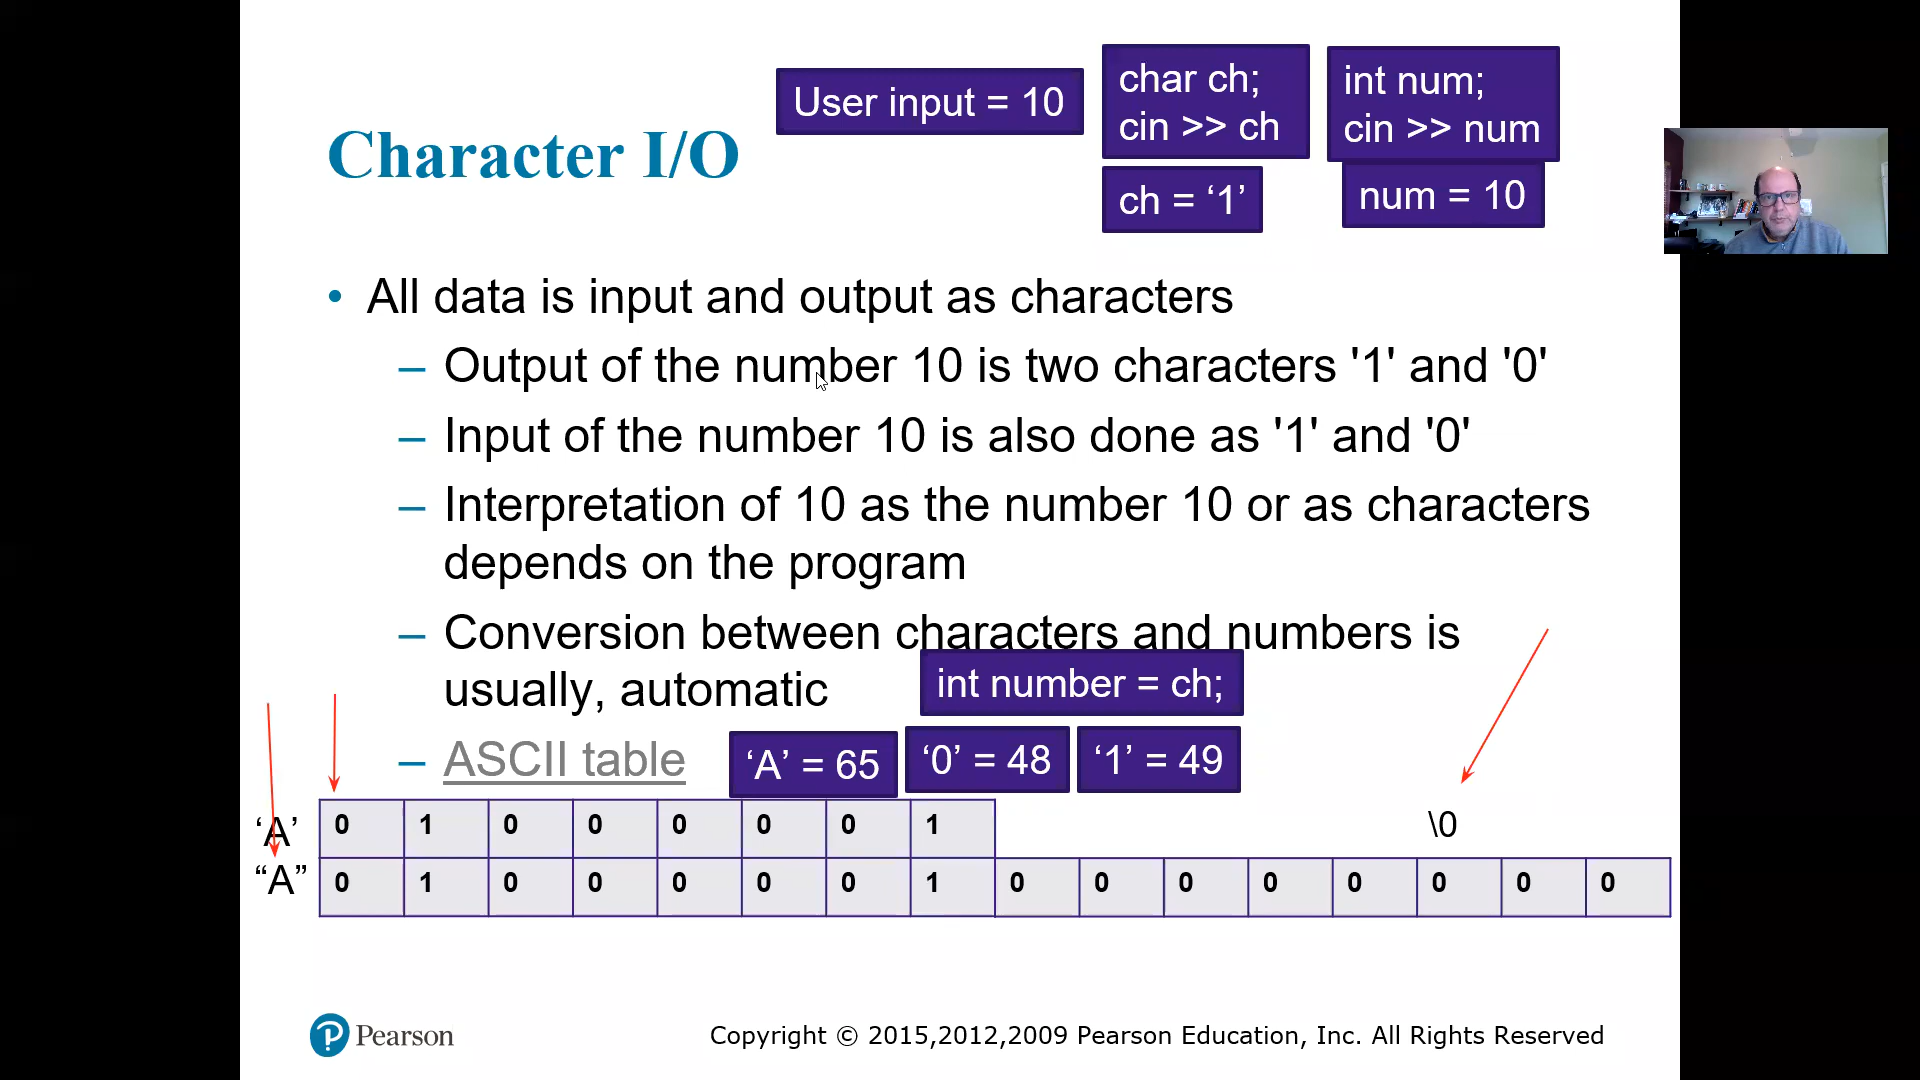 User input = 10
char ch;
cin >> ch
int num;
cin >> num
Character I/O
ch = ‘1’
num = 10
• All data is input and output as characters
– Output of the number 10 is two characters '1' and '0'
– Input of the number 10 is also done as '1' and '0'
– Interpretation of 10 as the number 10 or as characters
depends on the program
– Conversion between characters and numbers is
usually, automatic
int number = ch;
– ASCII table
‘A’ = 65
‘0’ = 48
‘1’ = 49
‘A’ 0 1 0 0 0 0 0 1
\0
“A” 0 1 0 0 0 0 0 1 0 0 0 0 0 0 0 0
Pearson
Copyright © 2015,2012,2009 Pearson Education, Inc. All Rights Reserved